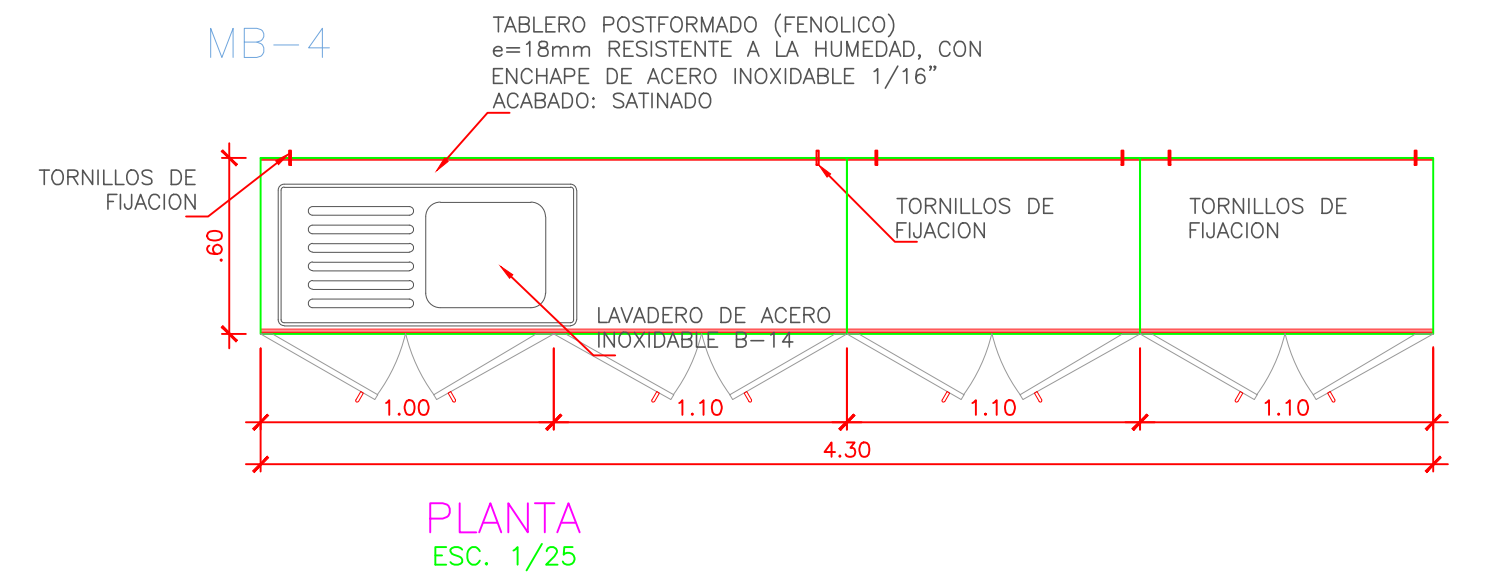 MB-4
TABLERO POSTFORMADO (FENOLICO)
e=18mm RESISTENTE A LA HUMEDAD, CON
ENCHAPE DE ACERO INOXIDABLE 1/16”
ACABADO: SATINADO
TORNILLOS DE
FIJACION
TORNILLOS DE
FIJACION
TORNILLOS DE
FIJACION
.60
LAVADERO DE ACERO
INOXIDABLE B-14
1.00
1.10
1.10
1.10
4.30
PLANTA
ESC. 1/25